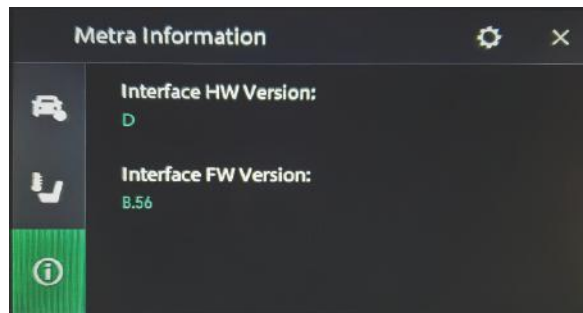 Metra Information
Interface HW Version:
D
Interface FW Version:
B.56